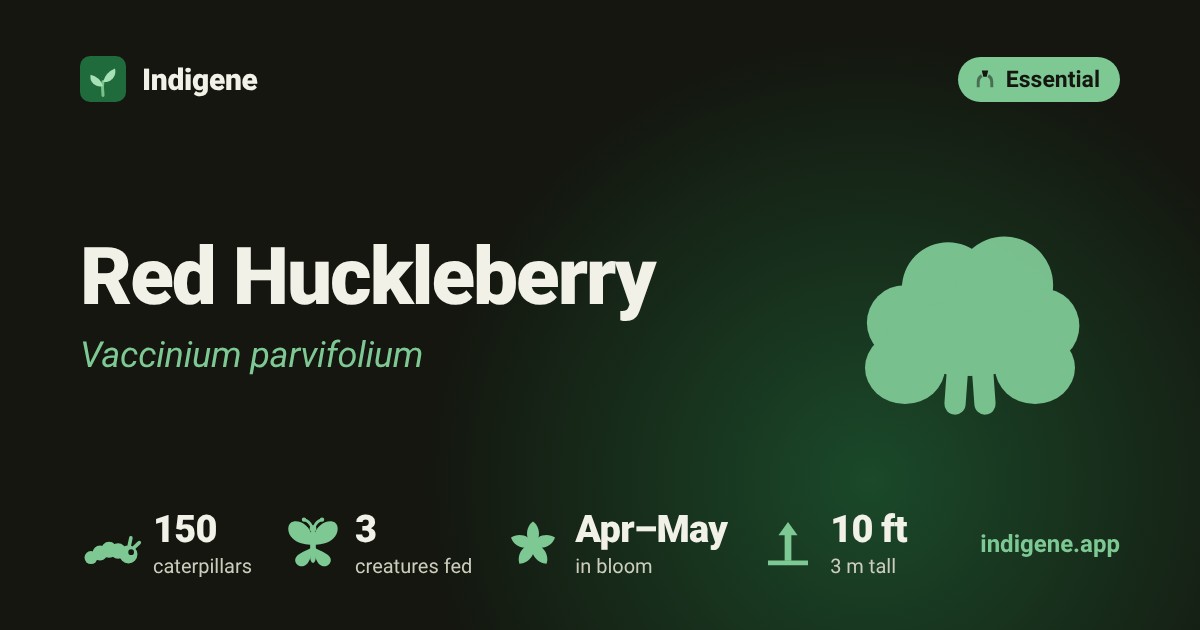 Indigene
Essential
Red Huckleberry
Vaccinium parvifolium
150
caterpillars
3
creatures fed
Apr–May
in bloom
10 ft
3 m tall
indigene.app